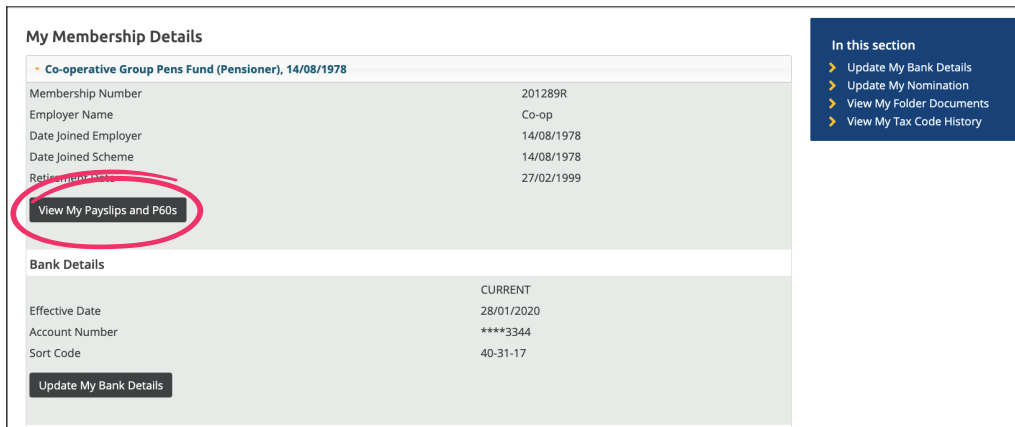 My Membership Details
Co-operative Group Pens Fund (Pensioner), 14/08/1978
Membership Number 201289R
Employer Name Co-op
Date Joined Employer 14/08/1978
Date Joined Scheme 14/08/1978
Retirement Date 27/02/1999
View My Payslips and P60s
Bank Details
CURRENT
Effective Date 28/01/2020
Account Number ****3344
Sort Code 40-31-17
Update My Bank Details
In this section
Update My Bank Details
Update My Nomination
View My Folder Documents
View My Tax Code History